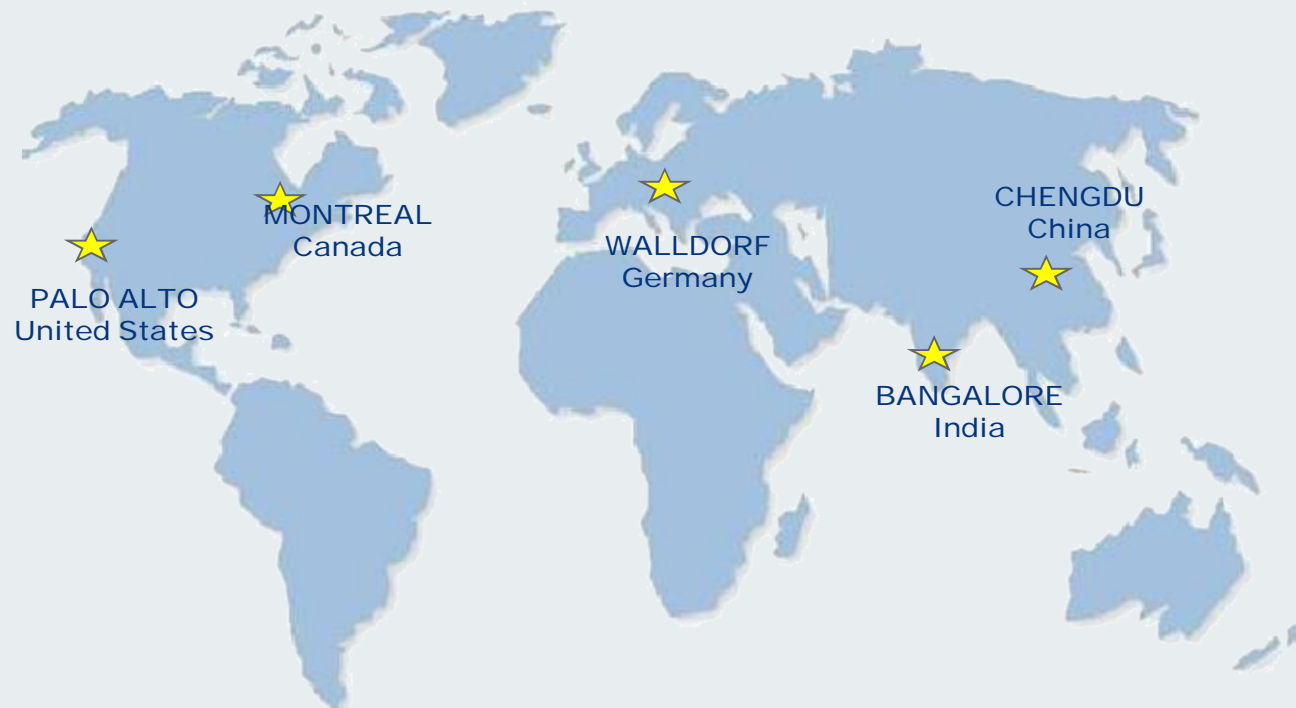 MONTREAL
Canada
PALO ALTO
United States
WALLDORF
Germany
CHENGDU
China
BANGALORE
India